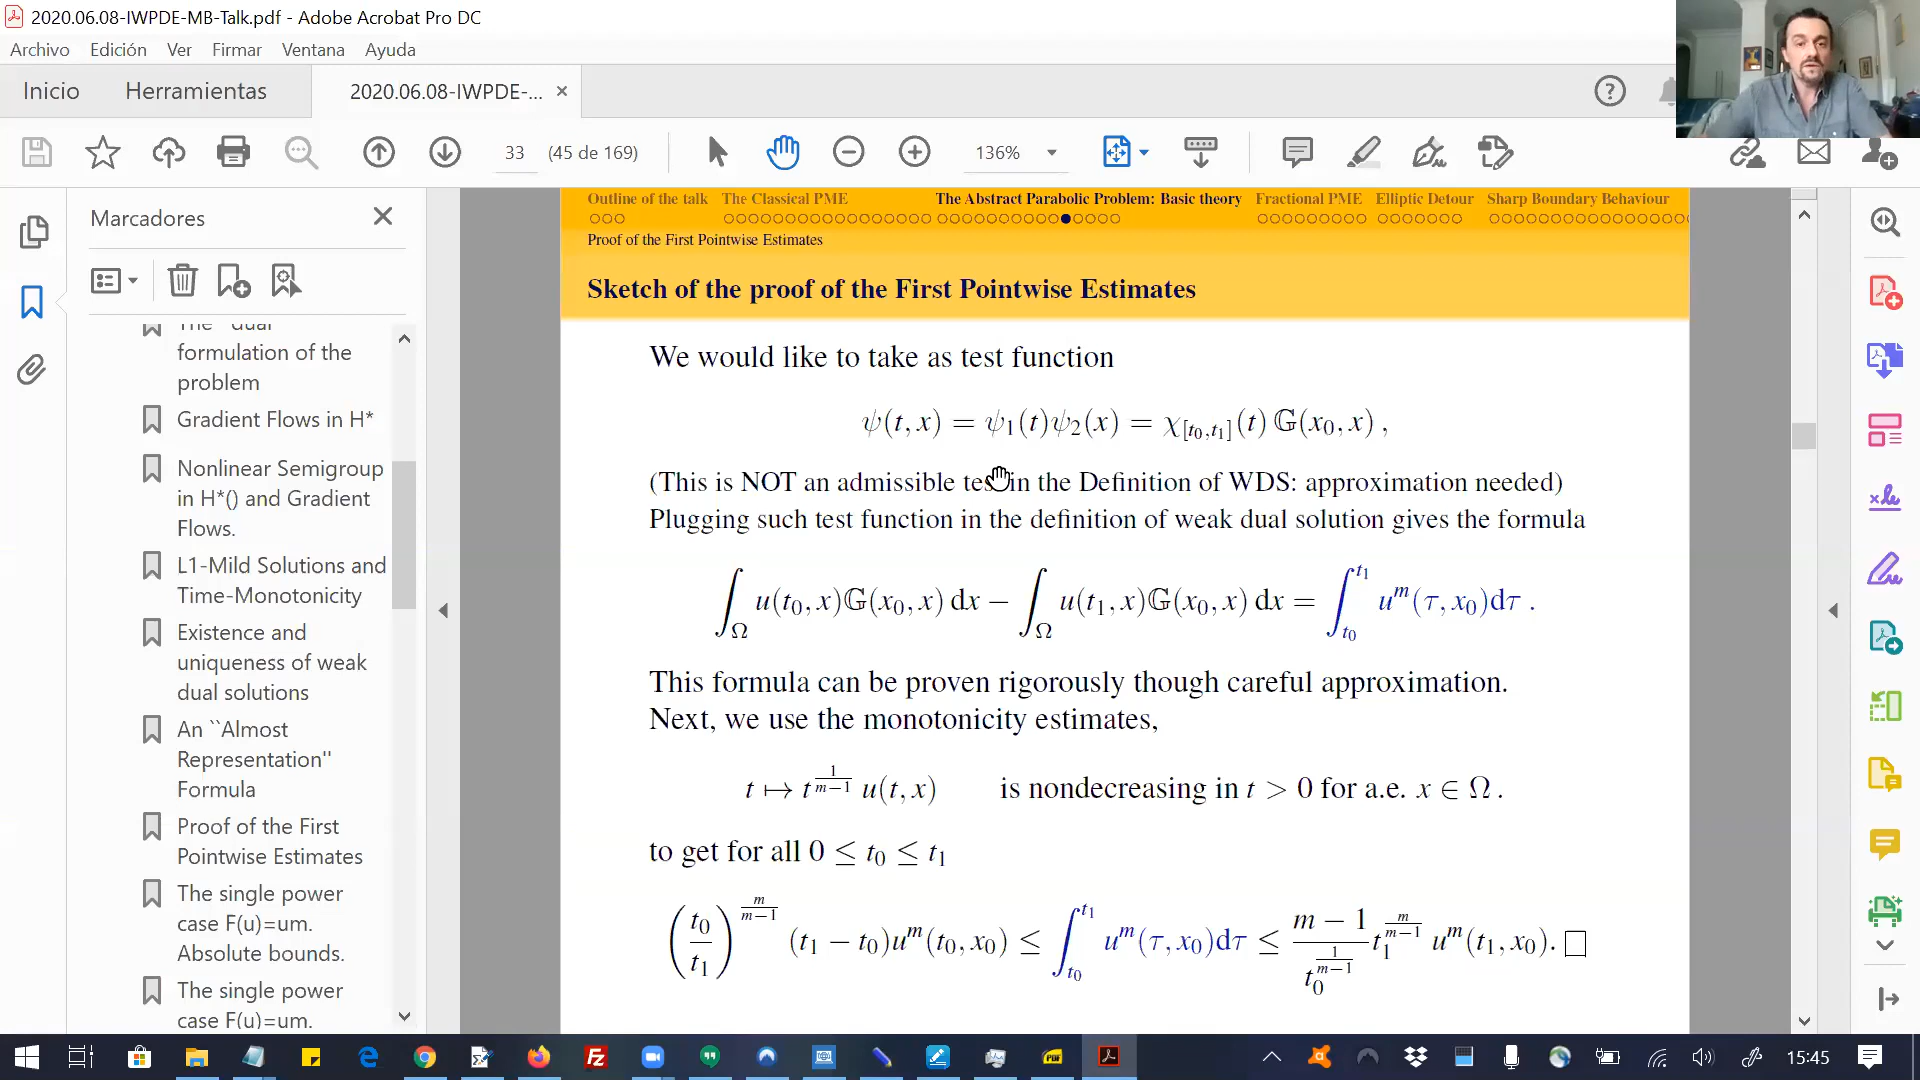 2020.06.08-IWPDE-MB-Talk.pdf - Adobe Acrobat Pro DC
Archivo Edición Ver Firmar Ventana Ayuda
Inicio Herramientas 2020.06.08-IWPDE-... ×
33 (45 de 169) 136%
Marcadores
The ``dual
formulation of the
problem
Gradient Flows in H*
Nonlinear Semigroup
in H*() and Gradient
Flows.
L1-Mild Solutions and
Time-Monotonicity
Existence and
uniqueness of weak
dual solutions
An ``Almost
Representation''
Formula
Proof of the First
Pointwise Estimates
The single power
case F(u)=um.
Absolute bounds.
The single power
case F(u)=um.
Outline of the talk The Classical PME The Abstract Parabolic Problem: Basic theory Fractional PME Elliptic Detour Sharp Boundary Behaviour
Proof of the First Pointwise Estimates
Sketch of the proof of the First Pointwise Estimates
We would like to take as test function
ψ(t, x) = ψ₁(t)ψ₂(x) = χ_{[t₀,t₁]}(t) 𝔾(x₀, x) ,
(This is NOT an admissible test in the Definition of WDS: approximation needed)
Plugging such test function in the definition of weak dual solution gives the formula
∫_Ω u(t₀, x)𝔾(x₀, x) dx − ∫_Ω u(t₁, x)𝔾(x₀, x) dx = ∫_{t₀}^{t₁} u^m(τ, x₀)dτ .
This formula can be proven rigorously though careful approximation.
Next, we use the monotonicity estimates,
t ↦ t^{1/(m−1)} u(t, x) is nondecreasing in t > 0 for a.e. x ∈ Ω .
to get for all 0 ≤ t₀ ≤ t₁
(t₀/t₁)^{m/(m−1)} (t₁ − t₀)u^m(t₀, x₀) ≤ ∫_{t₀}^{t₁} u^m(τ, x₀)dτ ≤ (m − 1)/t₀^{1/(m−1)} t₁^{m/(m−1)} u^m(t₁, x₀). □
15:45